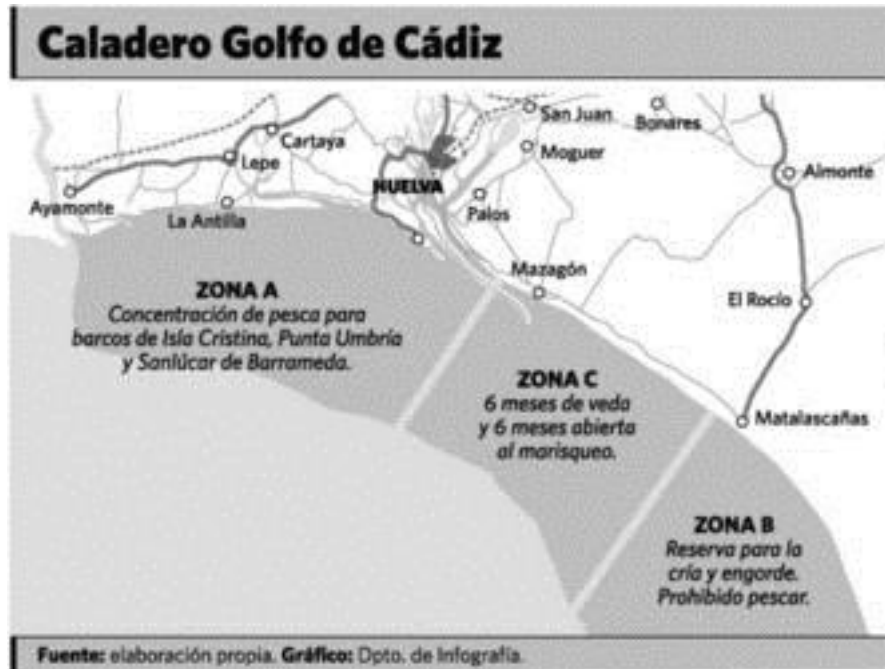 Caladero Golfo de Cádiz
San Juan
Bonares
Cartaya
Moguer
Lepe
Almonte
HUELVA
Ayamonte
Palos
La Antilla
Mazagón
ZONA A
Concentración de pesca para
barcos de Isla Cristina, Punta Umbría
y Sanlúcar de Barrameda.
El Rocío
ZONA C
6 meses de veda
y 6 meses abierta
al marisqueo.
Matalascañas
ZONA B
Reserva para la
cría y engorde.
Prohibido pescar.
Fuente: elaboración propia. Gráfico: Dpto. de Infografía.